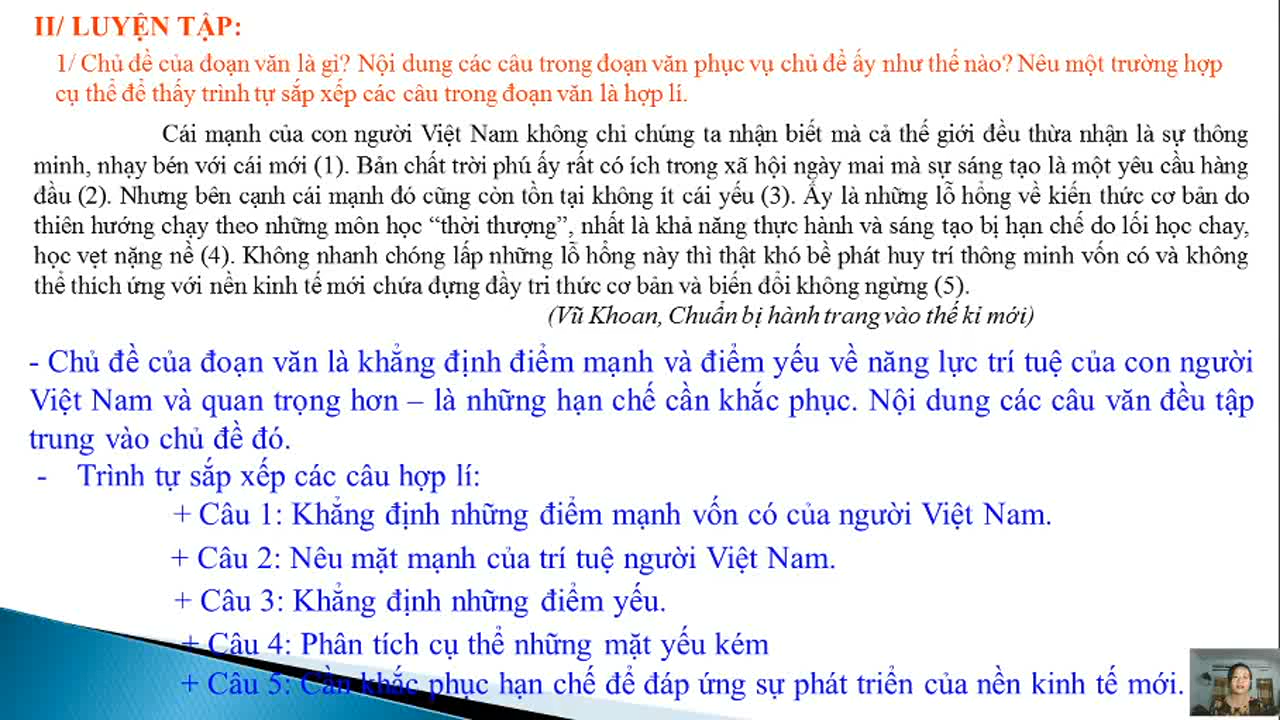 II/ LUYỆN TẬP:
1/ Chủ đề của đoạn văn là gì? Nội dung các câu trong đoạn văn phục vụ chủ đề ấy như thế nào? Nêu một trường hợp
cụ thể để thấy trình tự sắp xếp các câu trong đoạn văn là hợp lí.
Cái mạnh của con người Việt Nam không chỉ chúng ta nhận biết mà cả thế giới đều thừa nhận là sự thông
minh, nhạy bén với cái mới (1). Bản chất trời phú ấy rất có ích trong xã hội ngày mai mà sự sáng tạo là một yêu cầu hàng
đầu (2). Nhưng bên cạnh cái mạnh đó cũng còn tồn tại không ít cái yếu (3). Ấy là những lỗ hổng về kiến thức cơ bản do
thiên hướng chạy theo những môn học “thời thượng”, nhất là khả năng thực hành và sáng tạo bị hạn chế do lối học chay,
học vẹt nặng nề (4). Không nhanh chóng lấp những lỗ hổng này thì thật khó bề phát huy trí thông minh vốn có và không
thể thích ứng với nền kinh tế mới chứa đựng đầy tri thức cơ bản và biến đổi không ngừng (5).
(Vũ Khoan, Chuẩn bị hành trang vào thế kỉ mới)
- Chủ đề của đoạn văn là khẳng định điểm mạnh và điểm yếu về năng lực trí tuệ của con người
Việt Nam và quan trọng hơn – là những hạn chế cần khắc phục. Nội dung các câu văn đều tập
trung vào chủ đề đó.
- Trình tự sắp xếp các câu hợp lí:
+ Câu 1: Khẳng định những điểm mạnh vốn có của người Việt Nam.
+ Câu 2: Nêu mặt mạnh của trí tuệ người Việt Nam.
+ Câu 3: Khẳng định những điểm yếu.
+ Câu 4: Phân tích cụ thể những mặt yếu kém
+ Câu 5: Cần khắc phục hạn chế để đáp ứng sự phát triển của nền kinh tế mới.